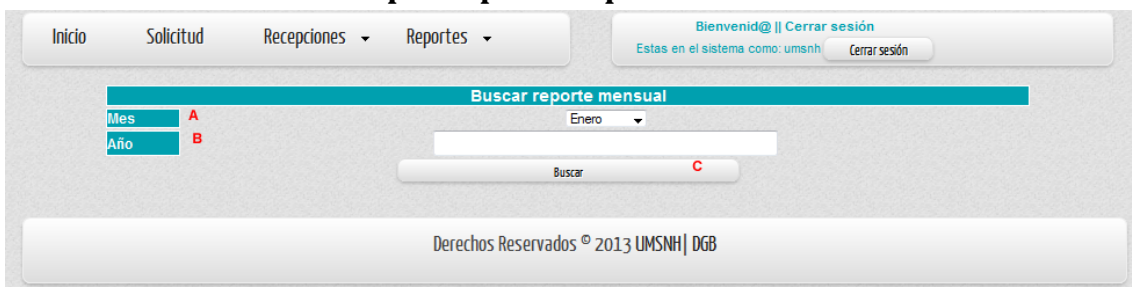 Inicio Solicitud Recepciones Reportes
Bienvenid@ || Cerrar sesión
Estas en el sistema como: umsnh Cerrar sesión
Buscar reporte mensual
Mes A Enero
Año B
Buscar C
Derechos Reservados © 2013 UMSNH| DGB